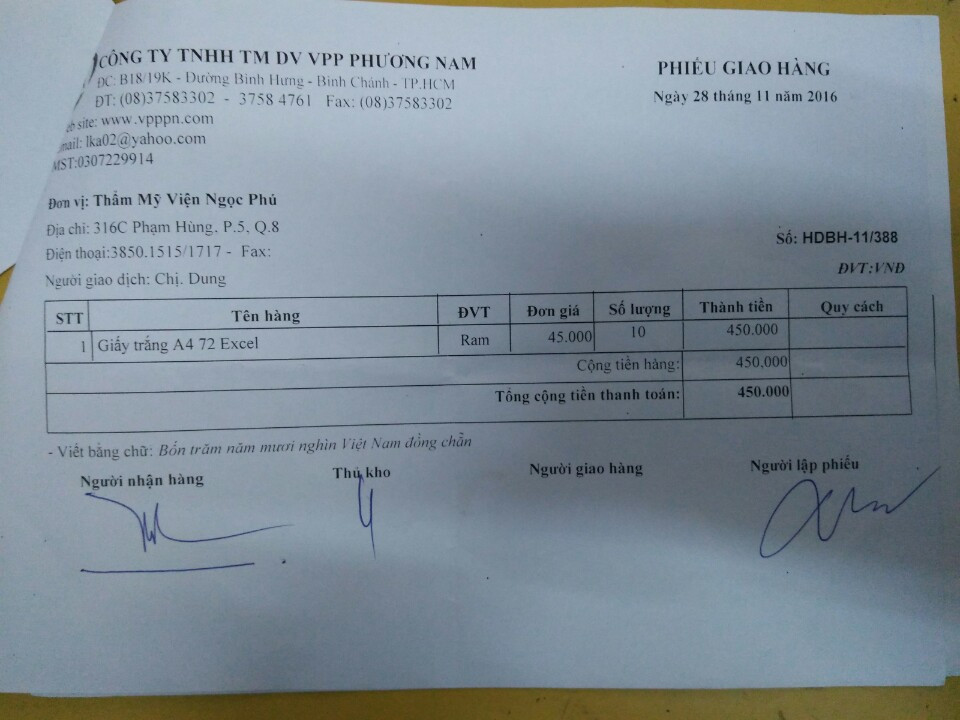 CÔNG TY TNHH TM DV VPP PHƯƠNG NAM
ĐC: B18/19K - Đường Bình Hưng - Bình Chánh - TP.HCM
ĐT: (08)37583302 - 3758 4761 Fax: (08)37583302
site: www.vpppn.com
mail: lka02@yahoo.com
MST:0307229914
PHIẾU GIAO HÀNG
Ngày 28 tháng 11 năm 2016
Đơn vị: Thẩm Mỹ Viện Ngọc Phủ
Địa chỉ: 316C Phạm Hùng. P.5, Q.8
Điện thoại:3850.1515/1717 - Fax:
Người giao dịch: Chị. Dung
Số: HDBH-11/388
ĐVT:VND
STT Tên hàng ĐVT Đơn giá Số lượng Thành tiền Quy cách
1 Giấy trắng A4 72 Excel Ram 45.000 10 450.000
Cộng tiền hàng: 450,000
Tổng cộng tiền thanh toán: 450.000
- Viết bằng chữ: Bốn trăm năm mươi nghìn Việt Nam đồng chẵn
Người nhận hàng Thủ kho Người giao hàng Người lập phiếu